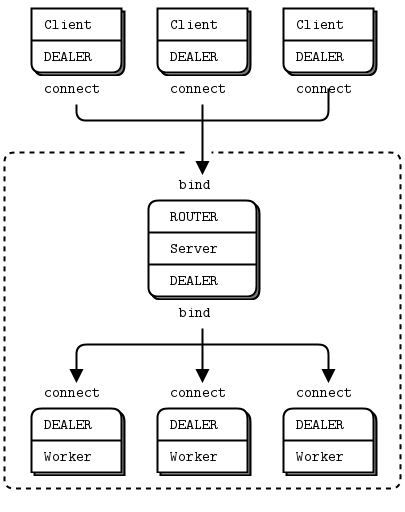 Client Client Client
DEALER DEALER DEALER
connect connect connect
bind
ROUTER
Server
DEALER
bind
connect connect connect
DEALER DEALER DEALER
Worker Worker Worker